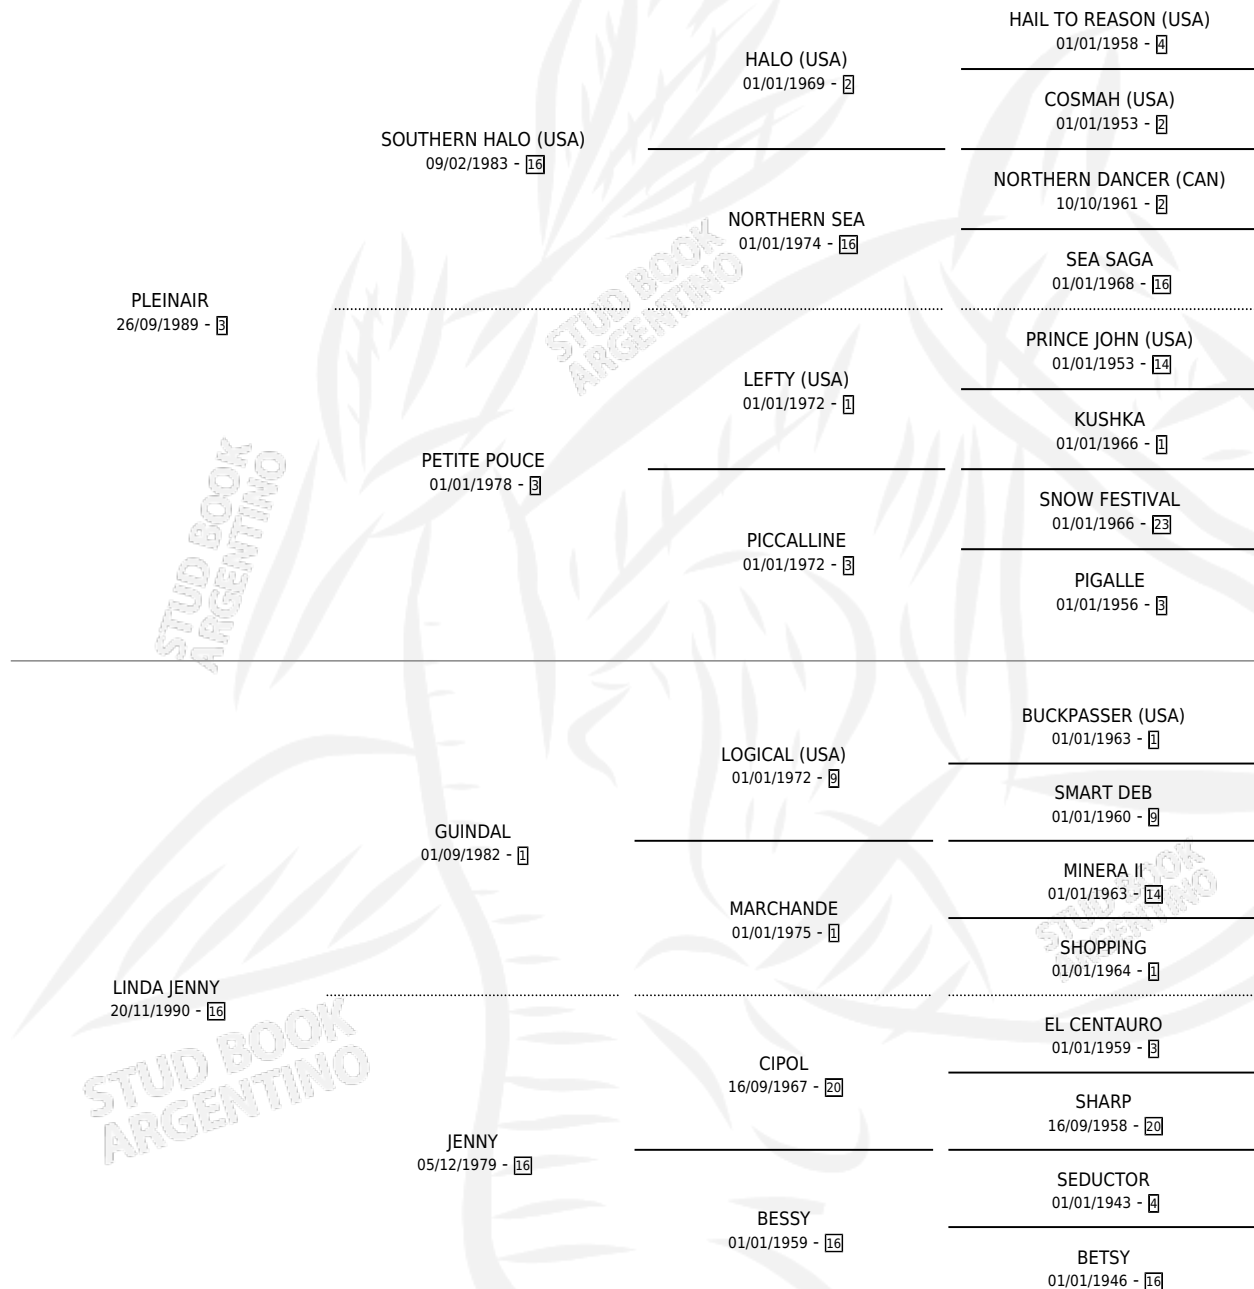 HAIL TO REASON (USA)
01/01/1958 - 4
HALO (USA)
01/01/1969 - 2
COSMAH (USA)
01/01/1953 - 2
SOUTHERN HALO (USA)
09/02/1983 - 16
NORTHERN DANCER (CAN)
10/10/1961 - 2
NORTHERN SEA
01/01/1974 - 16
SEA SAGA
01/01/1968 - 16
PLEINAIR
26/09/1989 - 3
PRINCE JOHN (USA)
01/01/1953 - 14
LEFTY (USA)
01/01/1972 - 1
KUSHKA
01/01/1966 - 1
PETITE POUCE
01/01/1978 - 3
SNOW FESTIVAL
01/01/1966 - 23
PICCALLINE
01/01/1972 - 3
PIGALLE
01/01/1956 - 3
BUCKPASSER (USA)
01/01/1963 - 1
LOGICAL (USA)
01/01/1972 - 9
SMART DEB
01/01/1960 - 9
GUINDAL
01/09/1982 - 1
MINERA II
01/01/1963 - 14
MARCHANDE
01/01/1975 - 1
SHOPPING
01/01/1964 - 1
LINDA JENNY
20/11/1990 - 16
EL CENTAURO
01/01/1959 - 3
CIPOL
16/09/1967 - 20
SHARP
16/09/1958 - 20
JENNY
05/12/1979 - 16
SEDUCTOR
01/01/1943 - 4
BESSY
01/01/1959 - 16
BETSY
01/01/1946 - 16
STUD BOOK
ARGENTINO
STUD BOOK
ARGENTINO
STUD BOOK
ARGENTINO
STUD BOOK
ARGENTINO